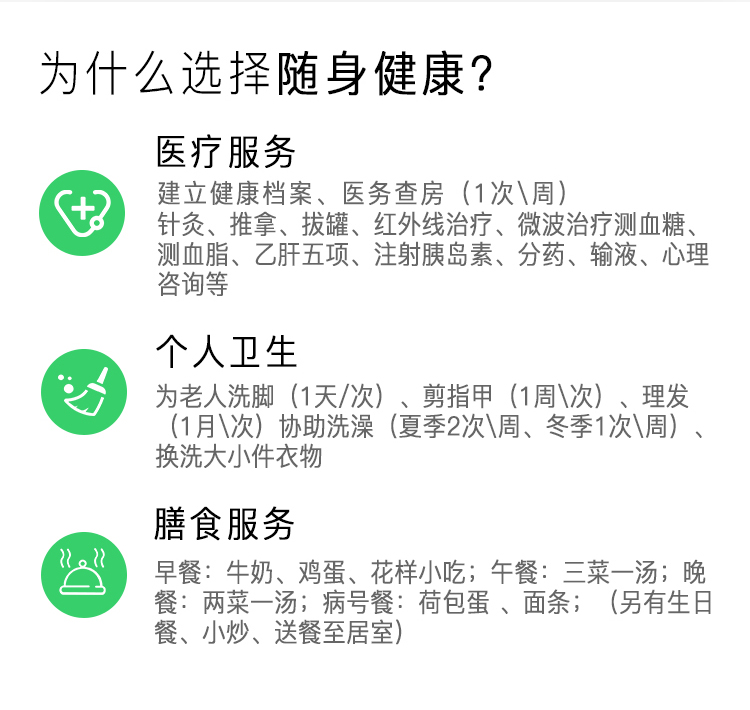 为什么选择随身健康?
医疗服务
建立健康档案、医务查房（1次\周）
针灸、推拿、拔罐、红外线治疗、微波治疗测血糖、
测血脂、乙肝五项、注射胰岛素、分药、输液、心理
咨询等
个人卫生
为老人洗脚（1天/次）、剪指甲（1周\次）、理发
（1月\次）协助洗澡（夏季2次\周、冬季1次\周）、
换洗大小件衣物
膳食服务
早餐：牛奶、鸡蛋、花样小吃；午餐：三菜一汤；晚
餐：两菜一汤；病号餐：荷包蛋 、面条；（另有生日
餐、小炒、送餐至居室）